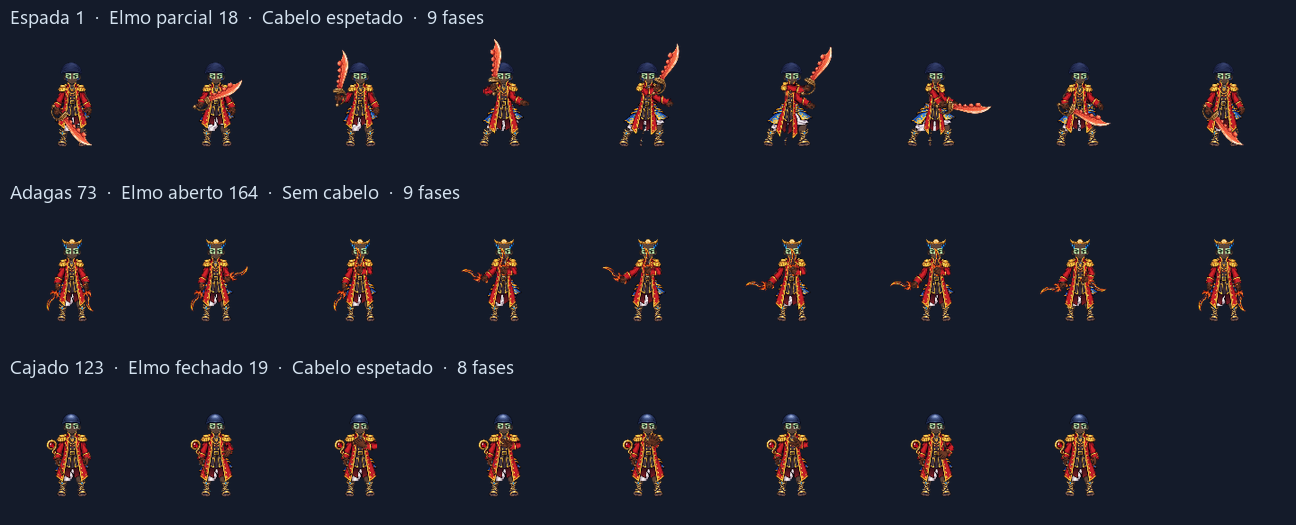 Espada 1 · Elmo parcial 18 · Cabelo espetado · 9 fases
Adagas 73 · Elmo aberto 164 · Sem cabelo · 9 fases
Cajado 123 · Elmo fechado 19 · Cabelo espetado · 8 fases